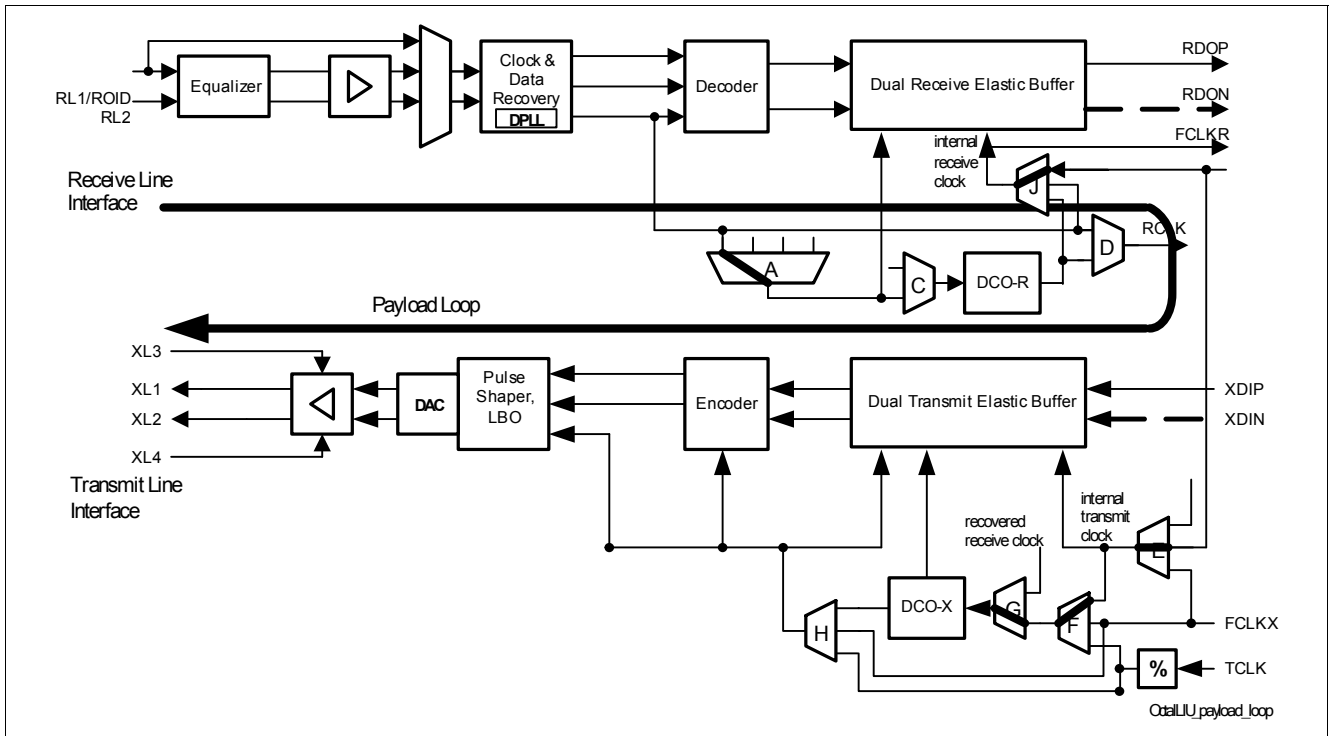 RL1/ROID
RL2
Equalizer
Clock &
Data
Recovery
DPLL
Decoder
Dual Receive Elastic Buffer
RDOP
RDON
FCLKR
internal
receive
clock
J
Receive Line
Interface
A
C
DCO-R
D
RCLK
Payload Loop
XL3
XL1
XL2
XL4
DAC
Pulse
Shaper,
LBO
Encoder
Dual Transmit Elastic Buffer
XDIP
XDIN
Transmit Line
Interface
internal
transmit
clock
recovered
receive clock
E
H
DCO-X
G
F
FCLKX
%
TCLK
OctalLIU_payload_loop